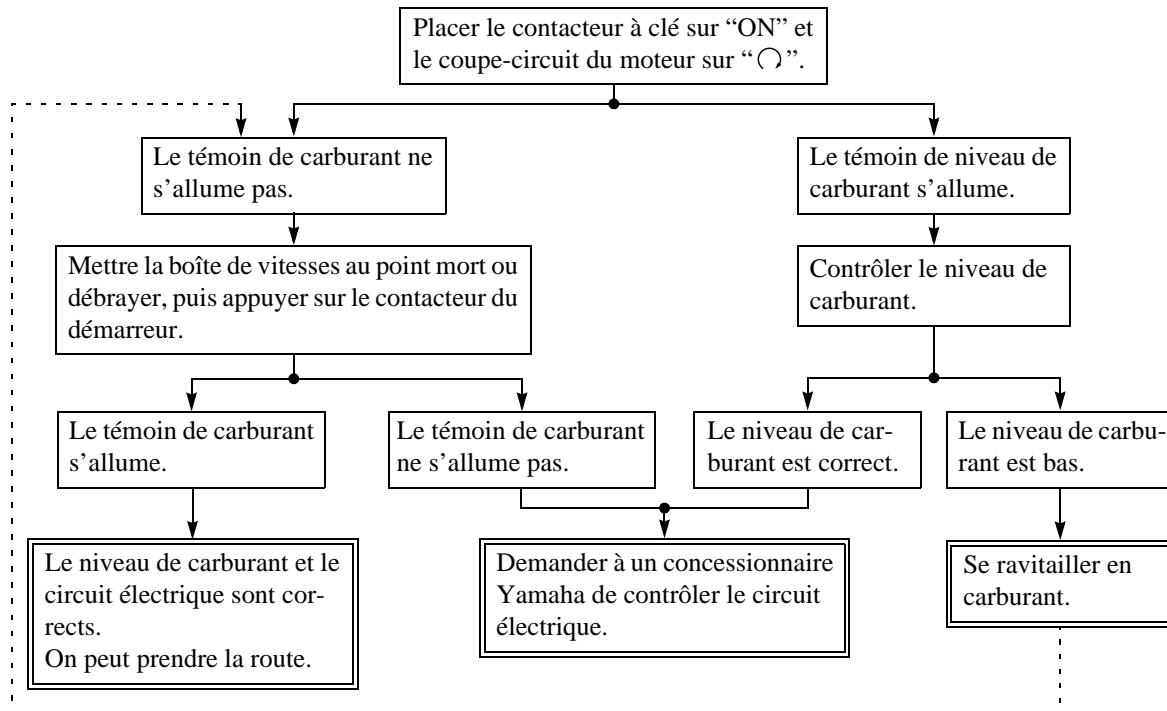 Placer le contacteur à clé sur “ON” et
le coupe-circuit du moteur sur “ ”.
Le témoin de carburant ne
s’allume pas.
Le témoin de niveau de
carburant s’allume.
Mettre la boîte de vitesses au point mort ou
débrayer, puis appuyer sur le contacteur du
démarreur.
Contrôler le niveau de
carburant.
Le témoin de carburant
s’allume.
Le témoin de carburant
ne s’allume pas.
Le niveau de car-
burant est correct.
Le niveau de carbu-
rant est bas.
Le niveau de carburant et le
circuit électrique sont cor-
rects.
On peut prendre la route.
Demander à un concessionnaire
Yamaha de contrôler le circuit
électrique.
Se ravitailler en
carburant.